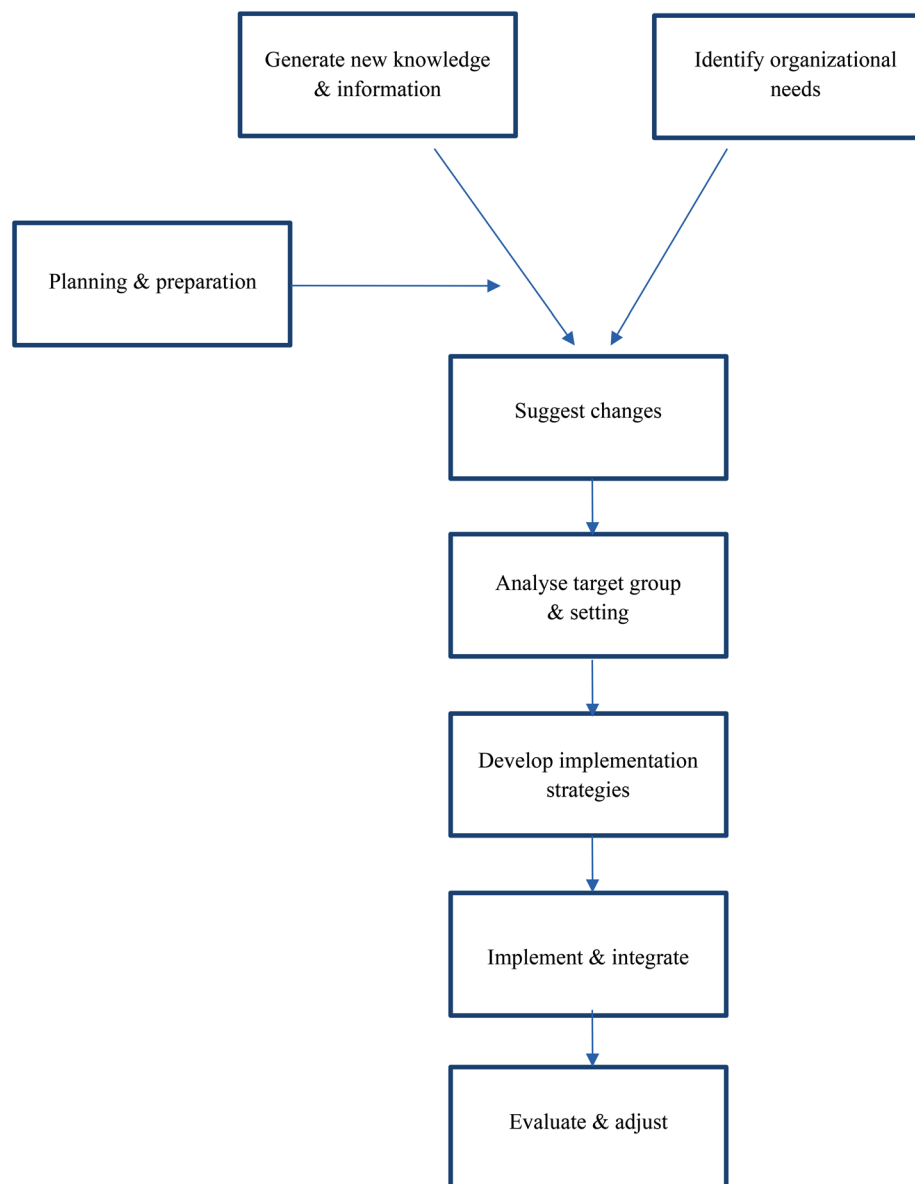 Generate new knowledge
& information
Identify organizational
needs
Planning & preparation
Suggest changes
Analyse target group
& setting
Develop implementation
strategies
Implement & integrate
Evaluate & adjust